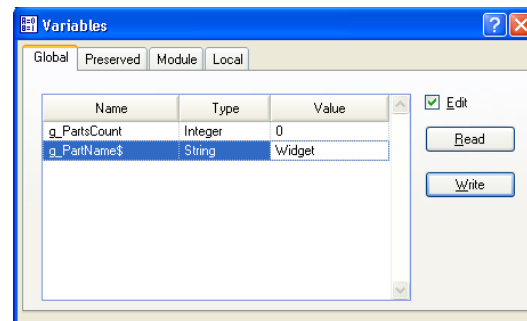 Variables
Global Preserved Module Local
Name Type Value
g_PartsCount Integer 0
g_PartName$ String Widget
Edit
Read
Write